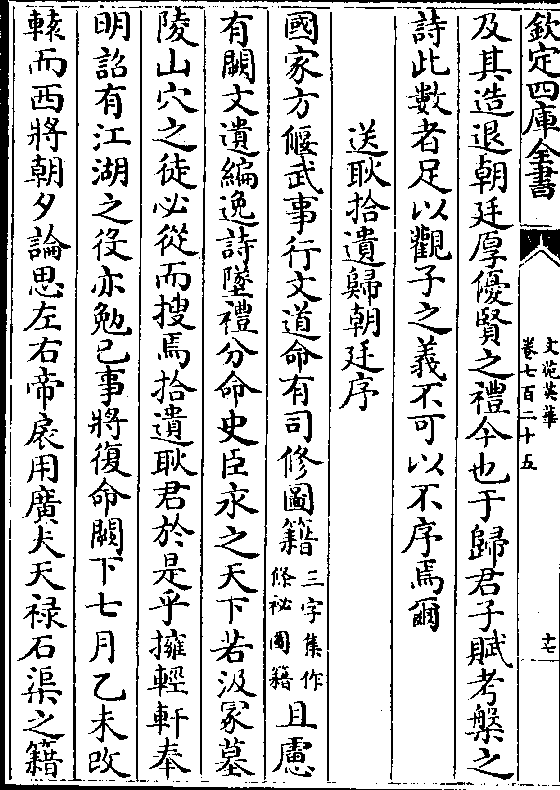 欽定四庫全書
文苑英華
卷七百二十五
十七
及其造退朝廷厚優賢之禮今也于歸君子賦考槃之
詩此數者足以觀子之義不可以不序焉爾
送耿拾遺歸朝廷序
國家方偃武事行文道命有司修圖籍三字集作條祕圖籍且慮
有闕文遺編逸詩墜禮分命史臣求之天下若汲冢墓
陵山穴之徒必從而搜焉拾遺耿君於是乎擁輕軒奉
明詔有江湖之役亦勉已事將復命闕下七月乙未改
轅而西將朝夕論思左右帝扆用廣夫天禄石渠之籍